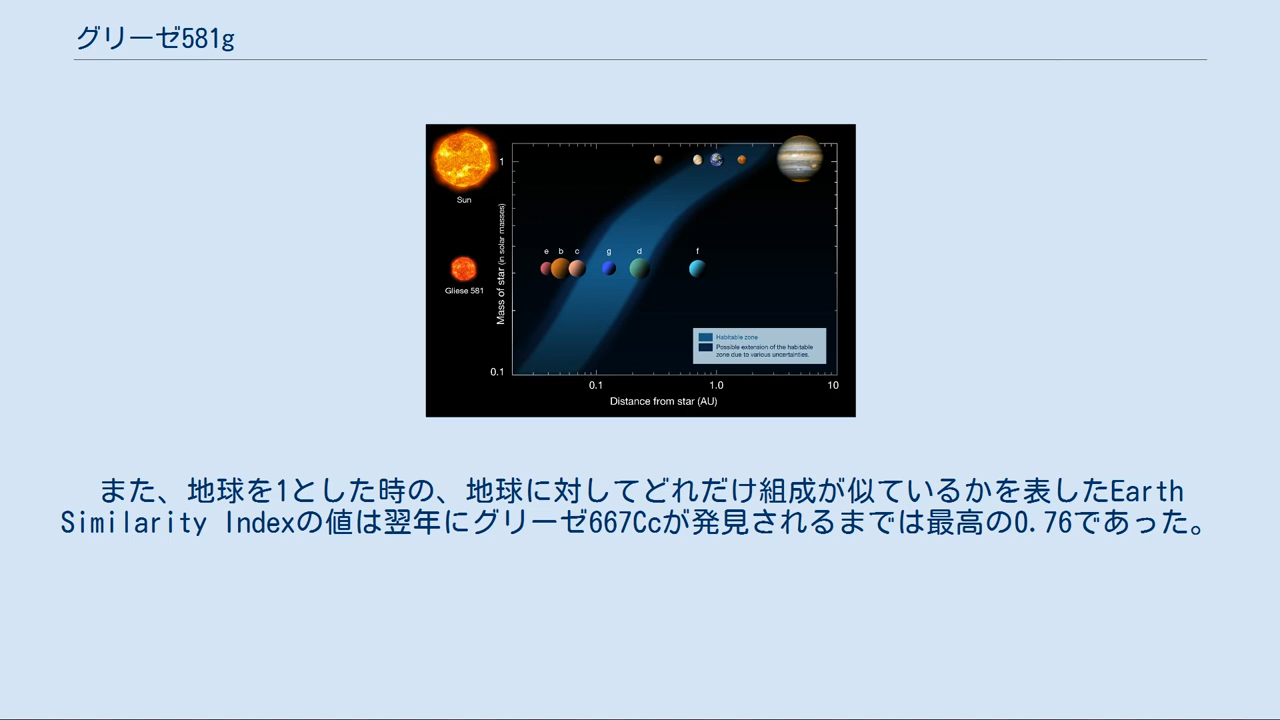 グリーゼ581g
Sun
Gliese 581
Mass of star (in solar masses)
1
0.1
e b c g d f
Habitable zone
Possible extension of the habitable
zone due to various uncertainties.
0.1 1.0 10
Distance from star (AU)
また、地球を1とした時の、地球に対してどれだけ組成が似ているかを表したEarth
Similarity Indexの値は翌年にグリーゼ667Ccが発見されるまでは最高の0.76であった。